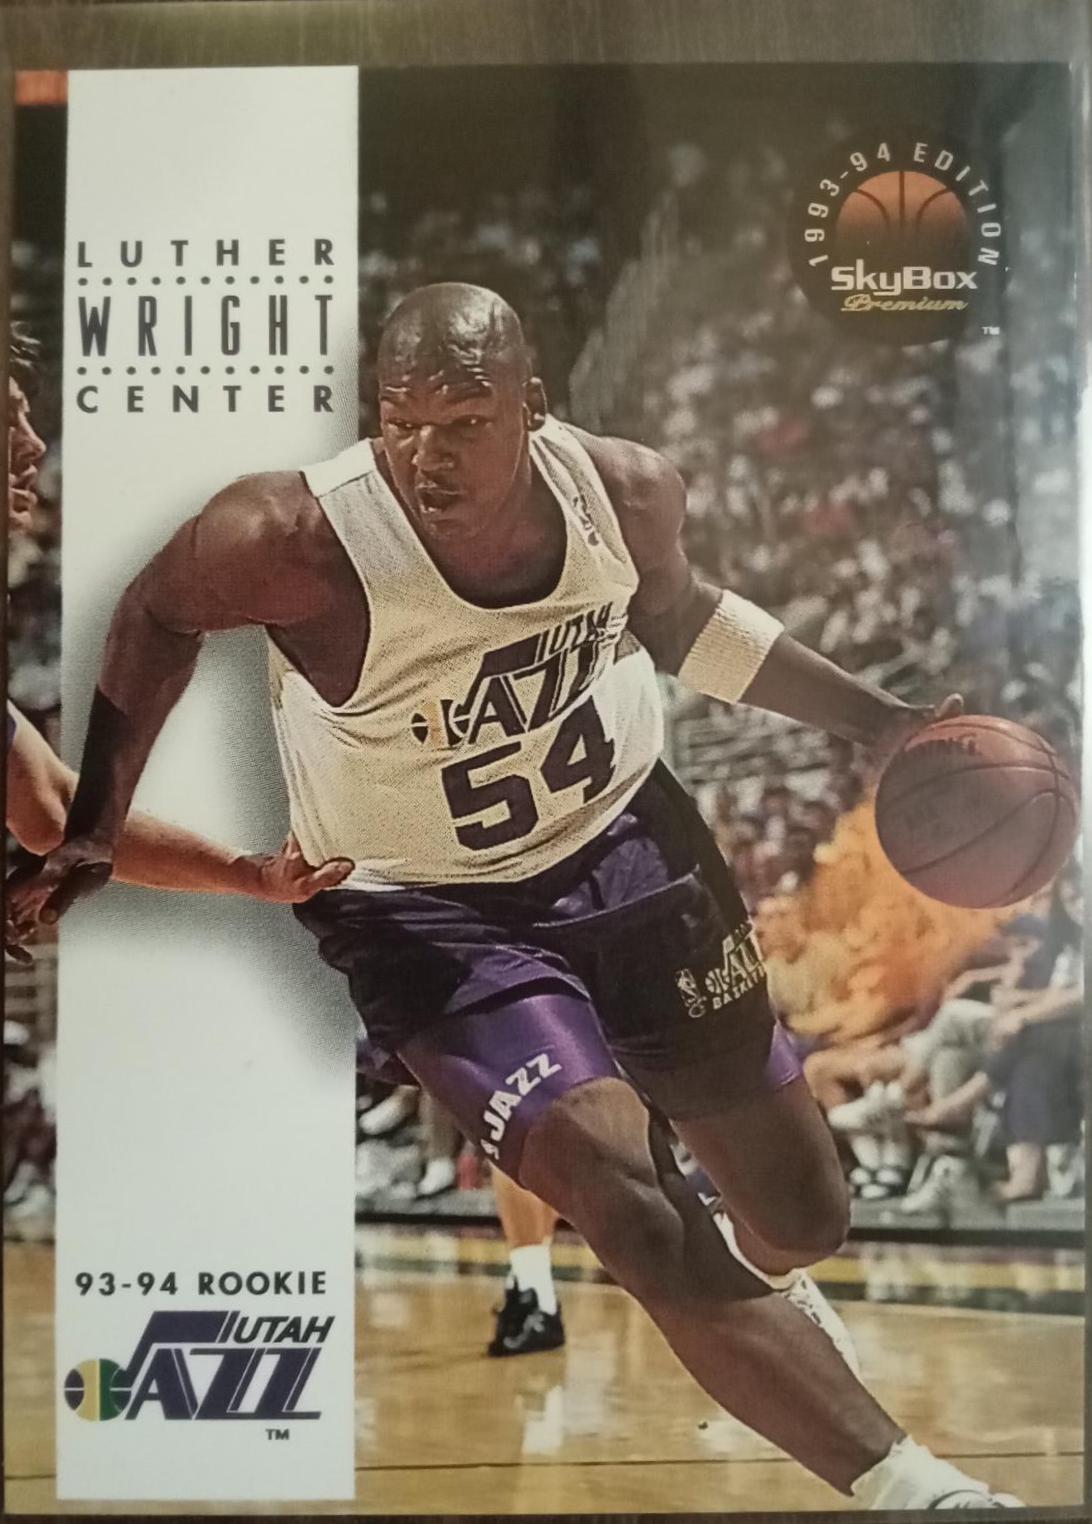 LUTHER
WRIGHT
CENTER
1993-94 EDITION
SkyBox
Premium
TM
UTAH
JAZZ
54
JAZZ
JAZZ
93-94 ROOKIE
UTAH
JAZZ
TM